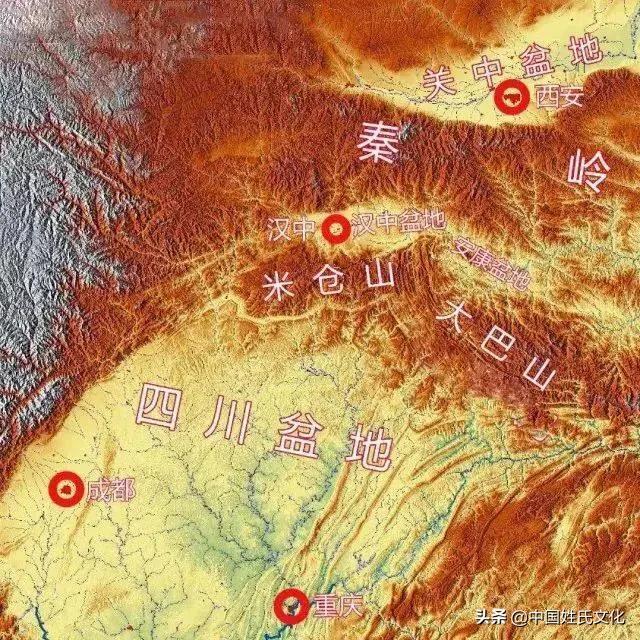 关中盆地
西安
秦岭
汉中
汉中盆地
安康盆地
米仓山
大巴山
四川盆地
成都
重庆
头条 @中国姓氏文化